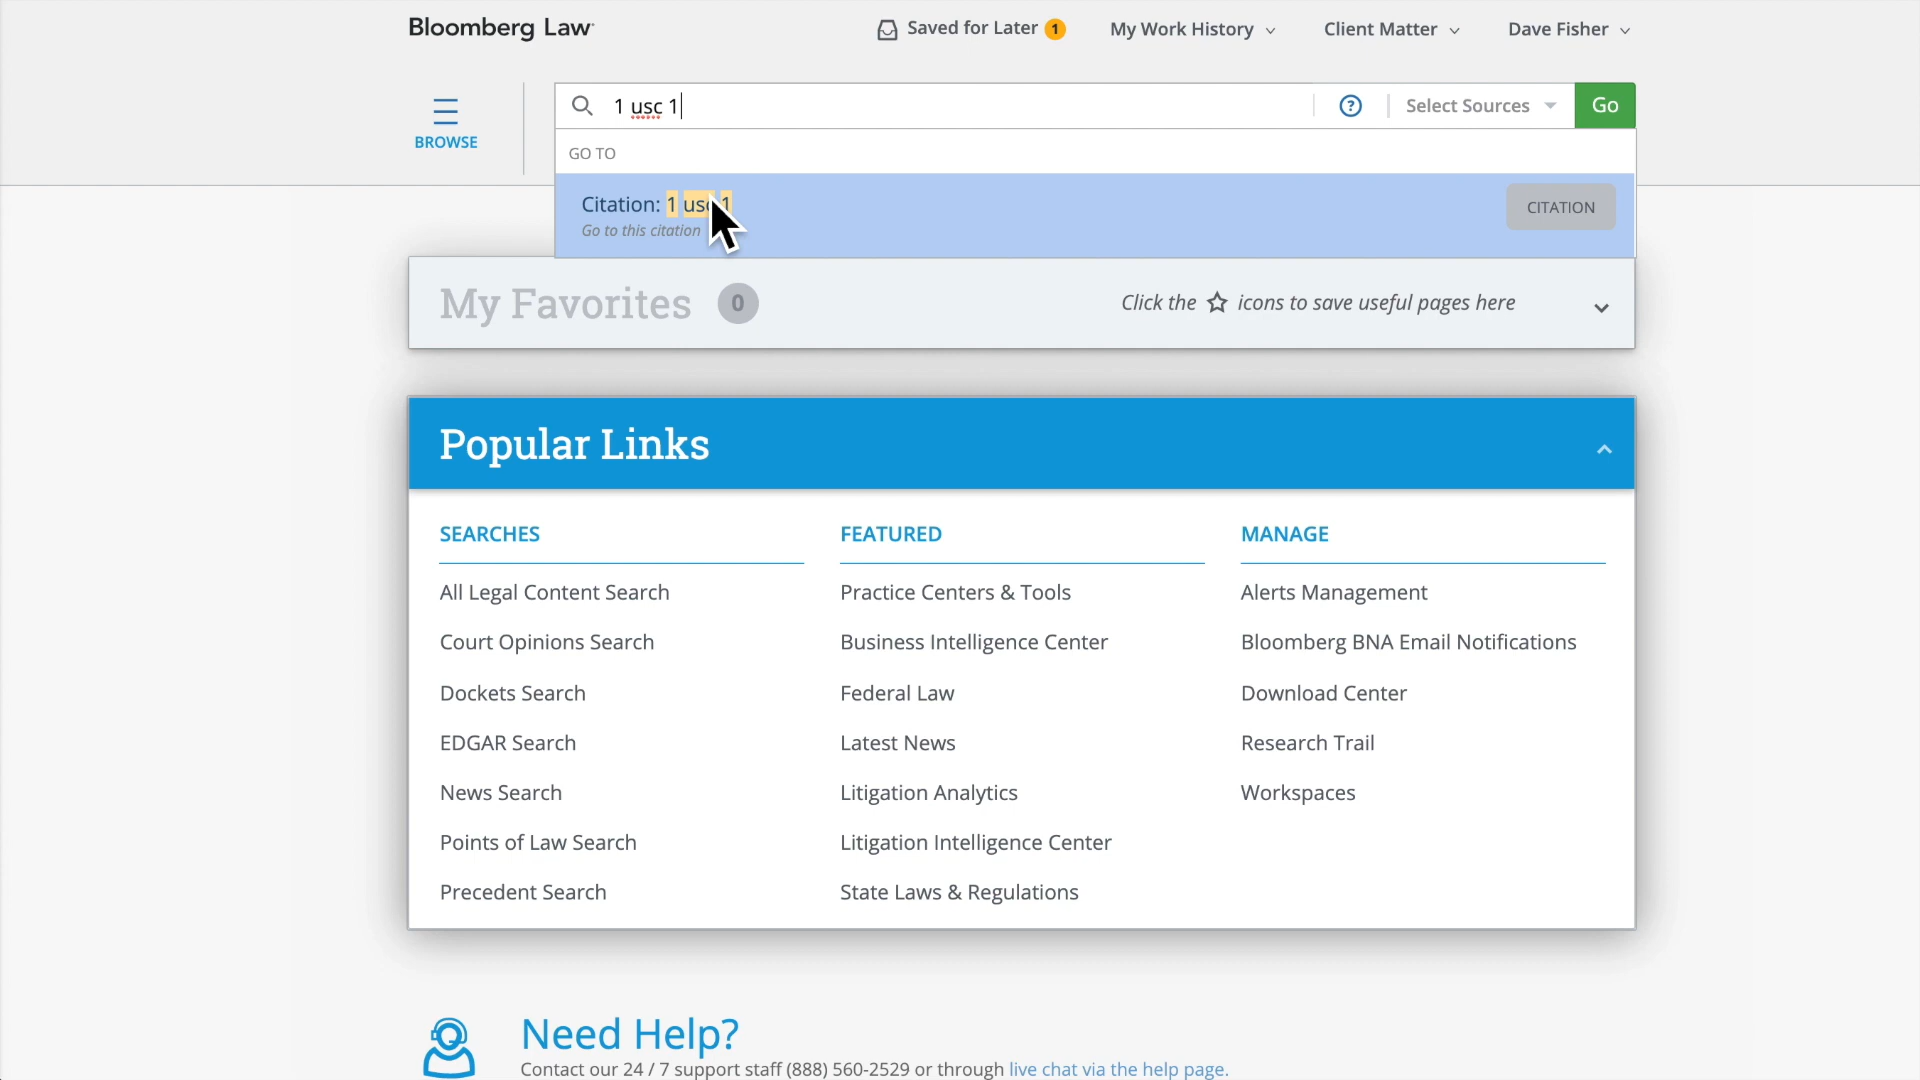 Bloomberg Law
Saved for Later 1
My Work History
Client Matter
Dave Fisher
BROWSE
1 usc 1
?
Select Sources
Go
GO TO
Citation: 1 usc 1
Go to this citation
CITATION
My Favorites 0
Click the icons to save useful pages here
Popular Links
SEARCHES
All Legal Content Search
Court Opinions Search
Dockets Search
EDGAR Search
News Search
Points of Law Search
Precedent Search
FEATURED
Practice Centers & Tools
Business Intelligence Center
Federal Law
Latest News
Litigation Analytics
Litigation Intelligence Center
State Laws & Regulations
MANAGE
Alerts Management
Bloomberg BNA Email Notifications
Download Center
Research Trail
Workspaces
Need Help?
Contact our 24 / 7 support staff (888) 560-2529 or through live chat via the help page.